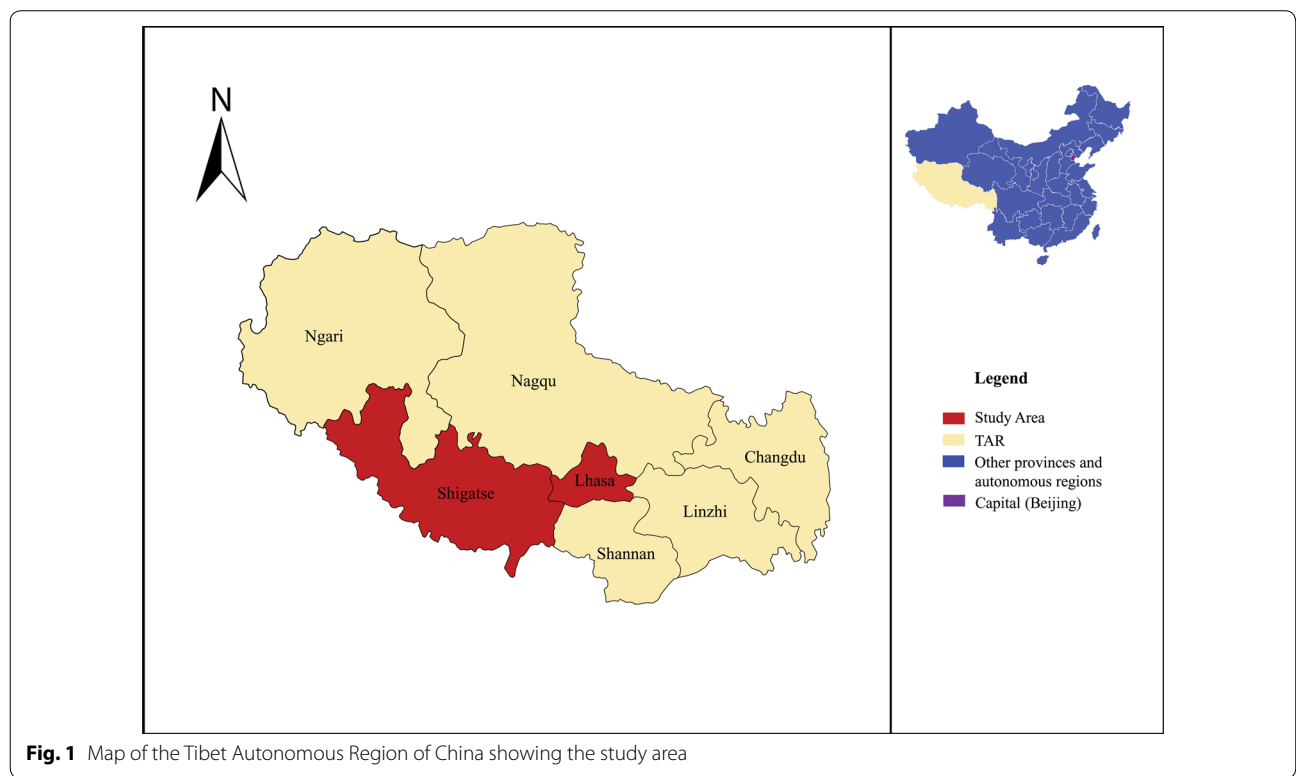 N
Ngari
Nagqu
Changdu
Lhasa
Shigatse
Linzhi
Shannan
Legend
Study Area
TAR
Other provinces and
autonomous regions
Capital (Beijing)
Fig. 1 Map of the Tibet Autonomous Region of China showing the study area